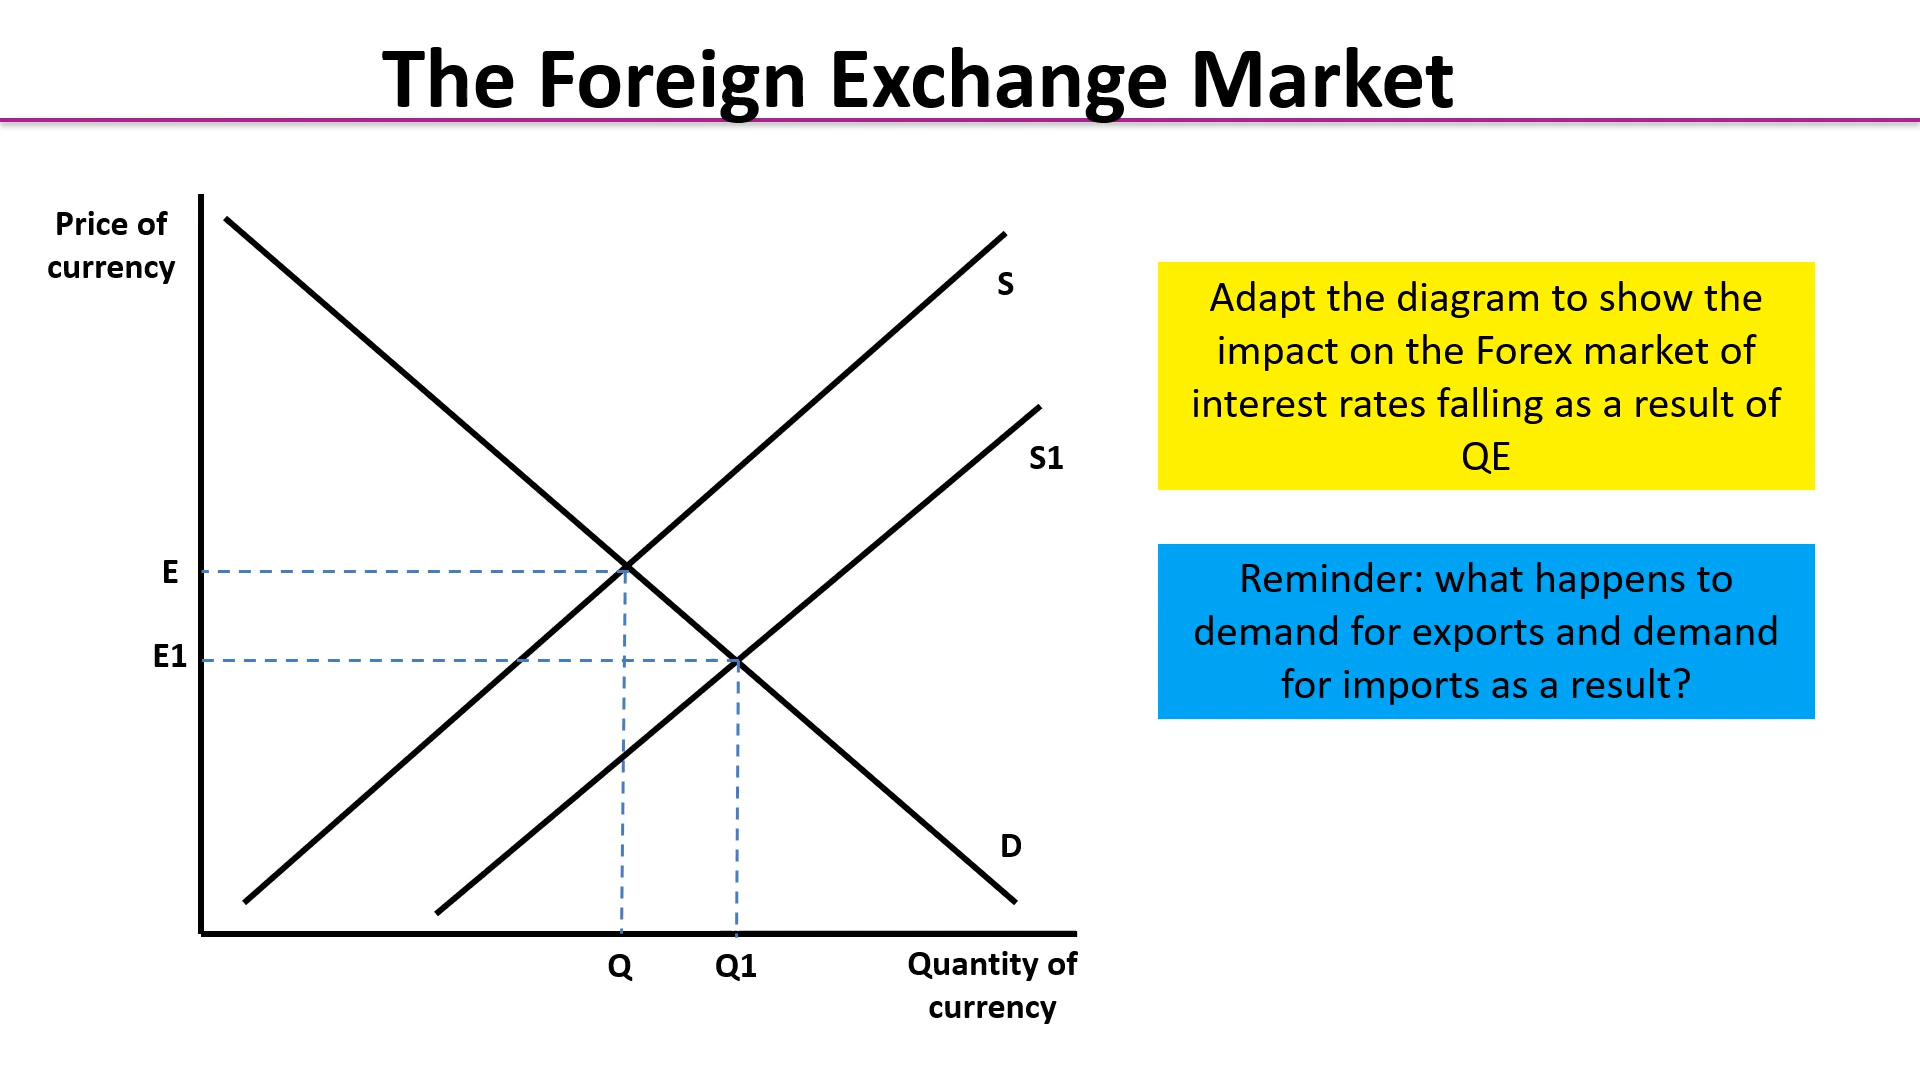 The Foreign Exchange Market
Price of
currency
S
S1
E
E1
D
Q
Q1
Quantity of
currency
Adapt the diagram to show the
impact on the Forex market of
interest rates falling as a result of
QE
Reminder: what happens to
demand for exports and demand
for imports as a result?